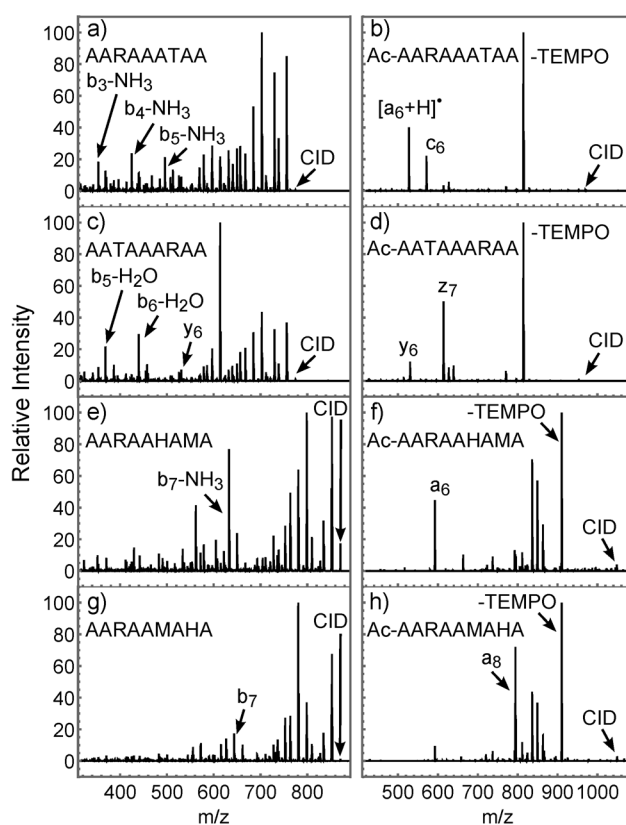 Relative Intensity
a)
AARAAATAA
b₃-NH₃
b₄-NH₃
b₅-NH₃
CID
100
80
60
40
20
0
b)
Ac-AARAAATAA
-TEMPO
[a₆+H]•
c₆
CID
c)
AATAAARAA
b₅-H₂O
b₆-H₂O
y₆
CID
100
80
60
40
20
0
d)
Ac-AATAAARAA
-TEMPO
z₇
y₆
CID
e)
AARAAHAMA
CID
b₇-NH₃
100
80
60
40
20
0
f)
-TEMPO
Ac-AARAAHAMA
a₆
CID
g)
AARAAMAHA
CID
b₇
100
80
60
40
20
0
h)
-TEMPO
Ac-AARAAMAHA
a₈
CID
400 500 600 700 800
m/z
500 600 700 800 900 1000
m/z